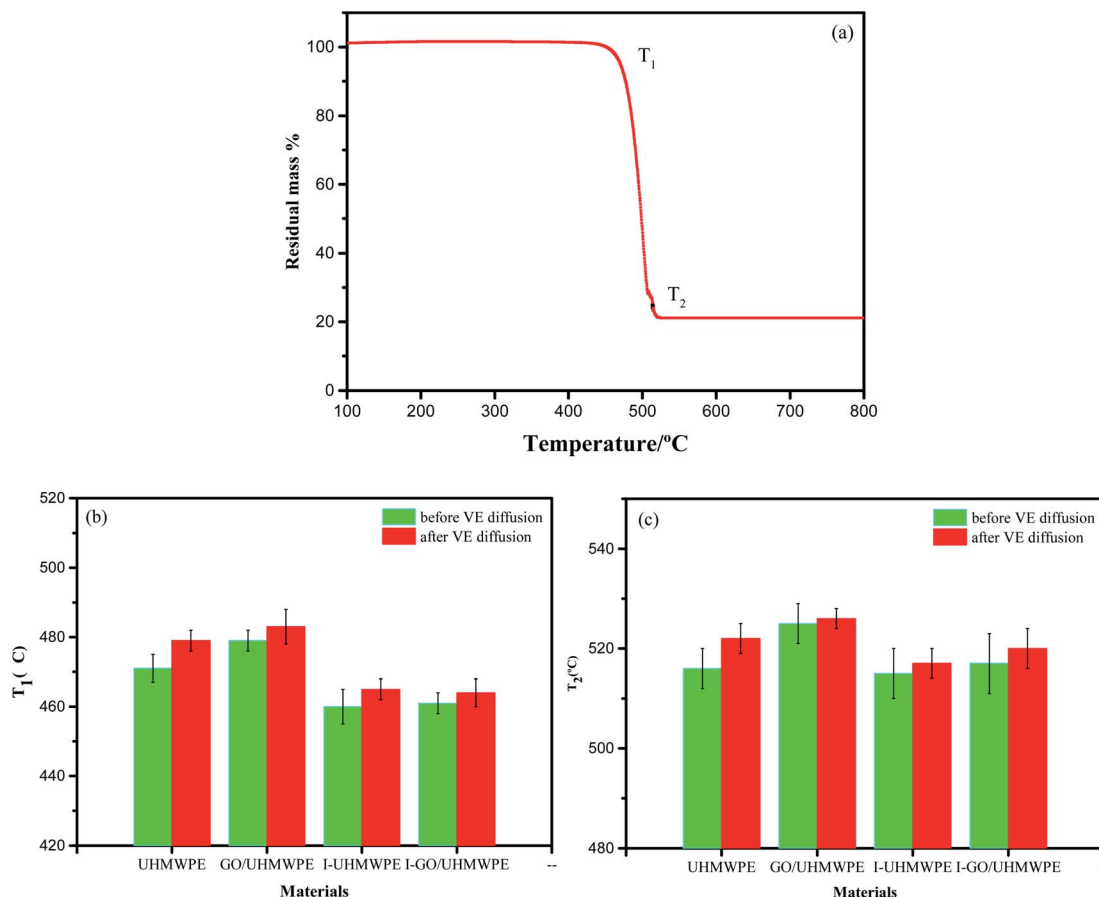 (a)
T1
T2
Residual mass %
100
80
60
40
20
0
100 200 300 400 500 600 700 800
Temperature/ºC
(b)
before VE diffusion
after VE diffusion
T1( C)
520
500
480
460
440
420
UHMWPE GO/UHMWPE I-UHMWPE I-GO/UHMWPE --
Materials
(c)
before VE diffusion
after VE diffusion
T2(ºC)
540
520
500
480
UHMWPE GO/UHMWPE I-UHMWPE I-GO/UHMWPE
Materials